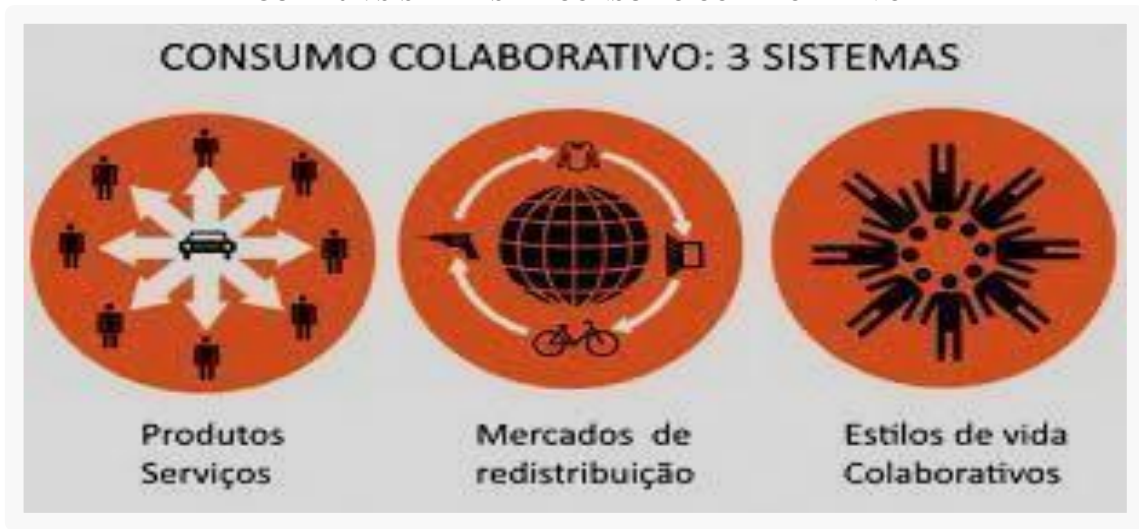 CONSUMO COLABORATIVO: 3 SISTEMAS
Produtos
Serviços
Mercados de
redistribuição
Estilos de vida
Colaborativos